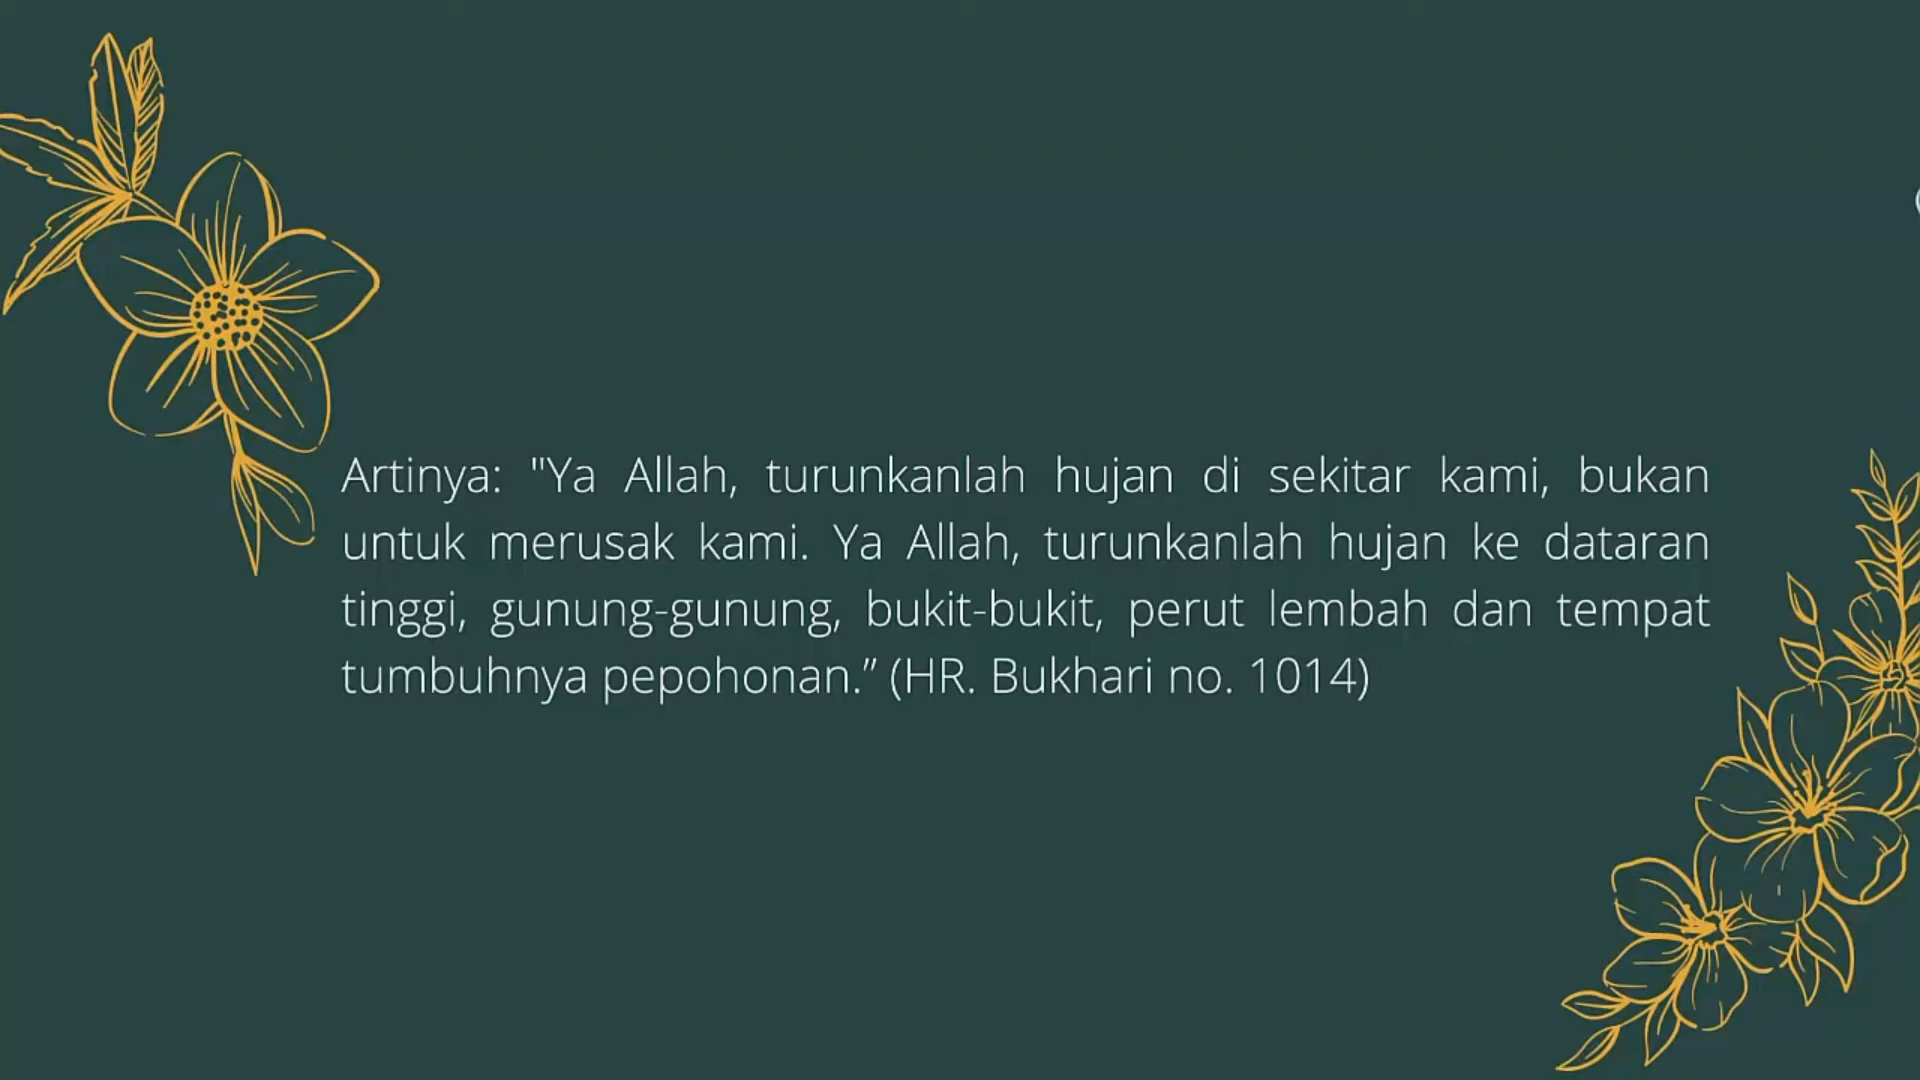 Artinya: "Ya Allah, turunkanlah hujan di sekitar kami, bukan
untuk merusak kami. Ya Allah, turunkanlah hujan ke dataran
tinggi, gunung-gunung, bukit-bukit, perut lembah dan tempat
tumbuhnya pepohonan.” (HR. Bukhari no. 1014)